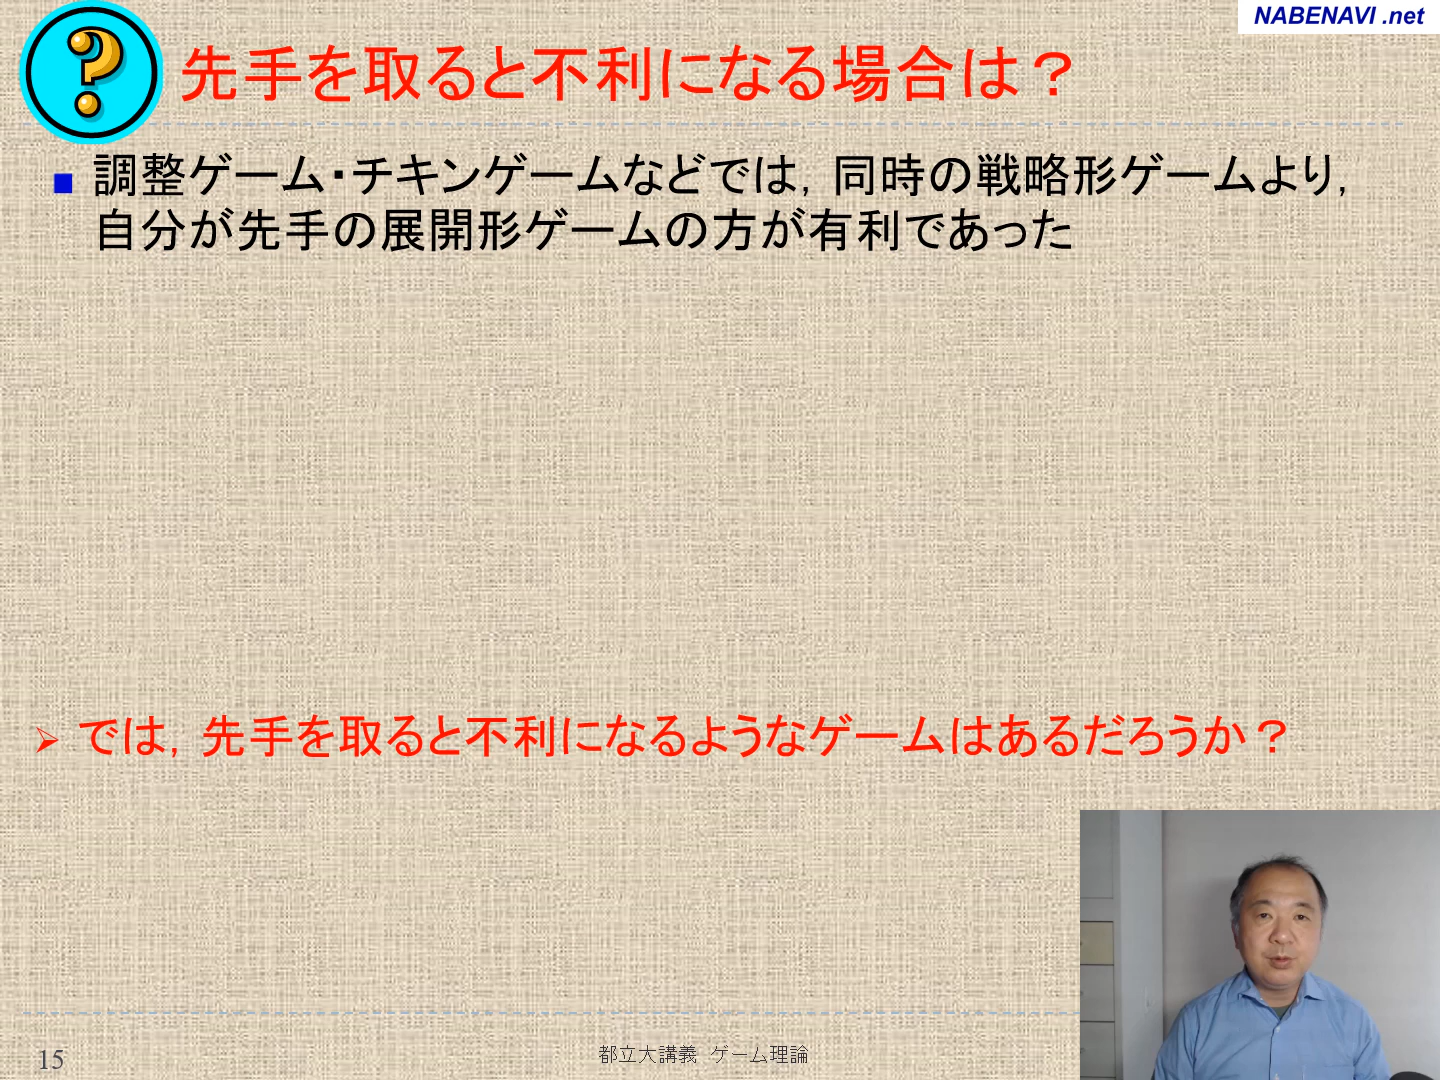 NABENAVI .net
先手を取ると不利になる場合は？
調整ゲーム・チキンゲームなどでは，同時の戦略形ゲームより，
自分が先手の展開形ゲームの方が有利であった
では，先手を取ると不利になるようなゲームはあるだろうか？
15
都立大講義 ゲーム理論